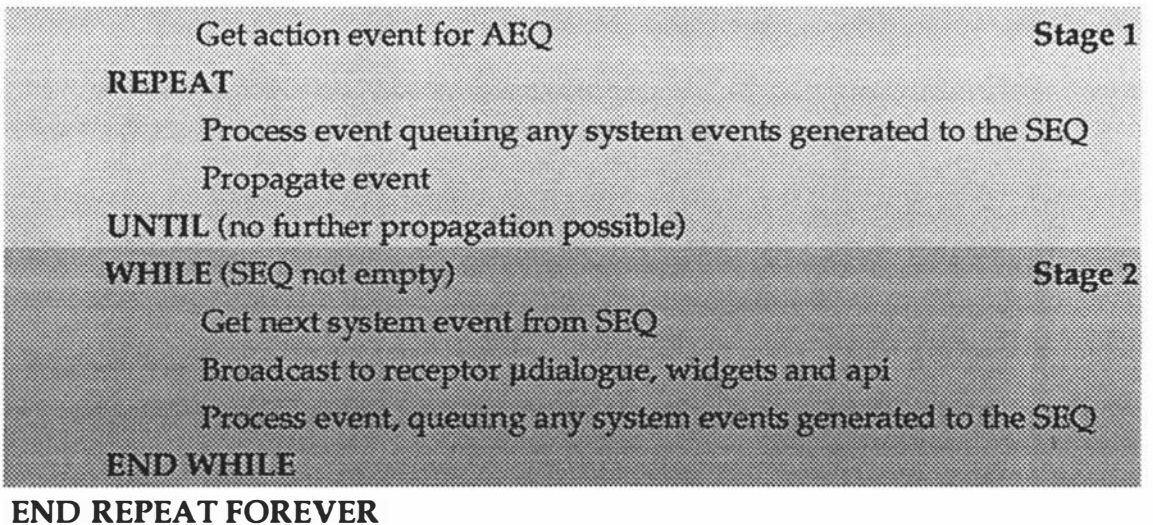 Get action event for AEQ Stage 1
REPEAT
Process event queuing any system events generated to the SEQ
Propagate event
UNTIL (no further propagation possible)
WHILE (SEQ not empty) Stage 2
Get next system event from SEQ
Broadcast to receptor µdialogue, widgets and api
Process event, queuing any system events generated to the SEQ
END WHILE
END REPEAT FOREVER